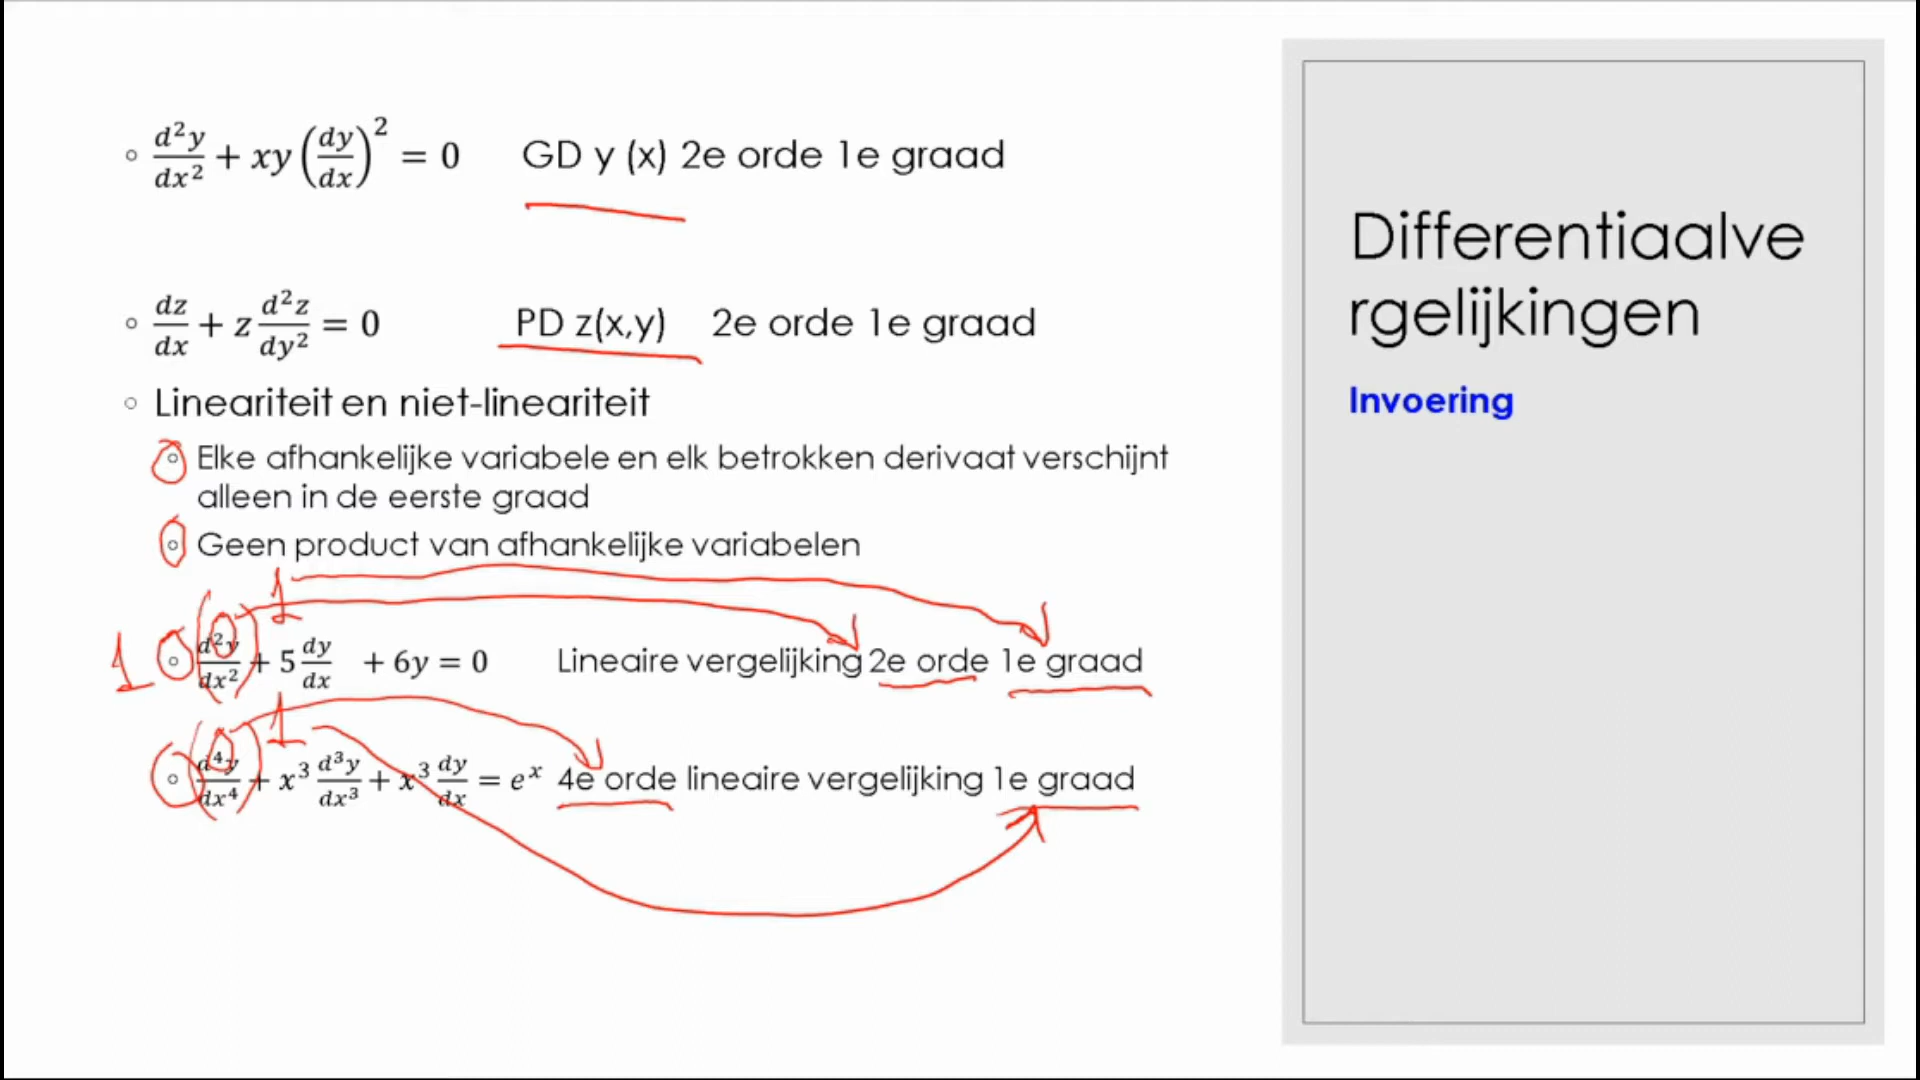 d²y/dx² + xy(dy/dx)² = 0 GD y (x) 2e orde 1e graad
dz/dx + z d²z/dy² = 0 PD z(x,y) 2e orde 1e graad
Lineariteit en niet-lineariteit
Elke afhankelijke variabele en elk betrokken derivaat verschijnt
alleen in de eerste graad
Geen product van afhankelijke variabelen
1
1 d²y/dx² + 5 dy/dx + 6y = 0 Lineaire vergelijking 2e orde 1e graad
1
d⁴y/dx⁴ + x³ d³y/dx³ + x³ dy/dx = eˣ 4e orde lineaire vergelijking 1e graad
Differentiaalve
rgelijkingen
Invoering